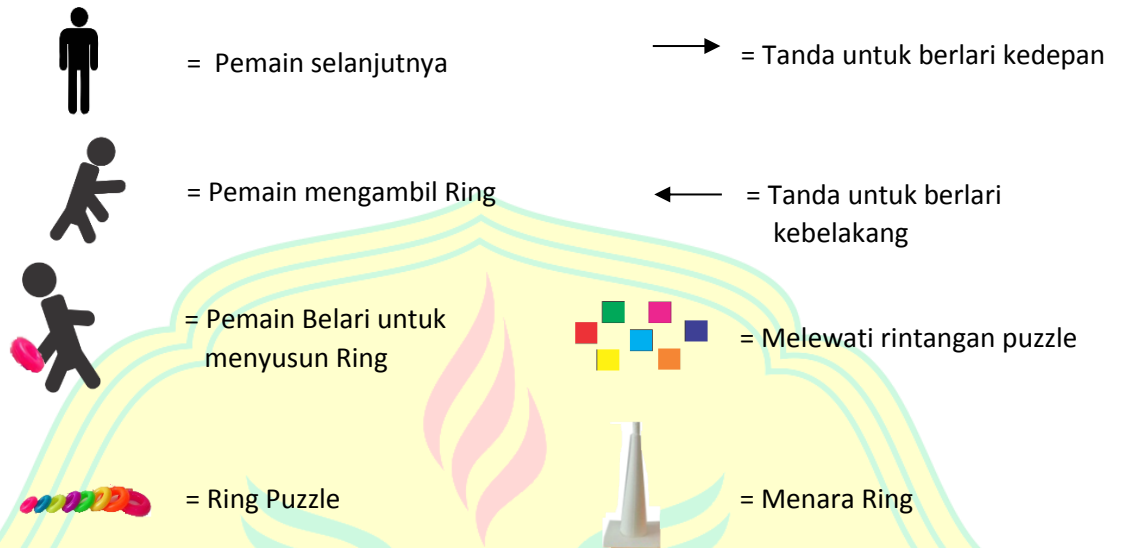 = Pemain selanjutnya
= Tanda untuk berlari kedepan
= Pemain mengambil Ring
= Tanda untuk berlari
kebelakang
= Pemain Belari untuk
menyusun Ring
= Melewati rintangan puzzle
= Ring Puzzle
= Menara Ring